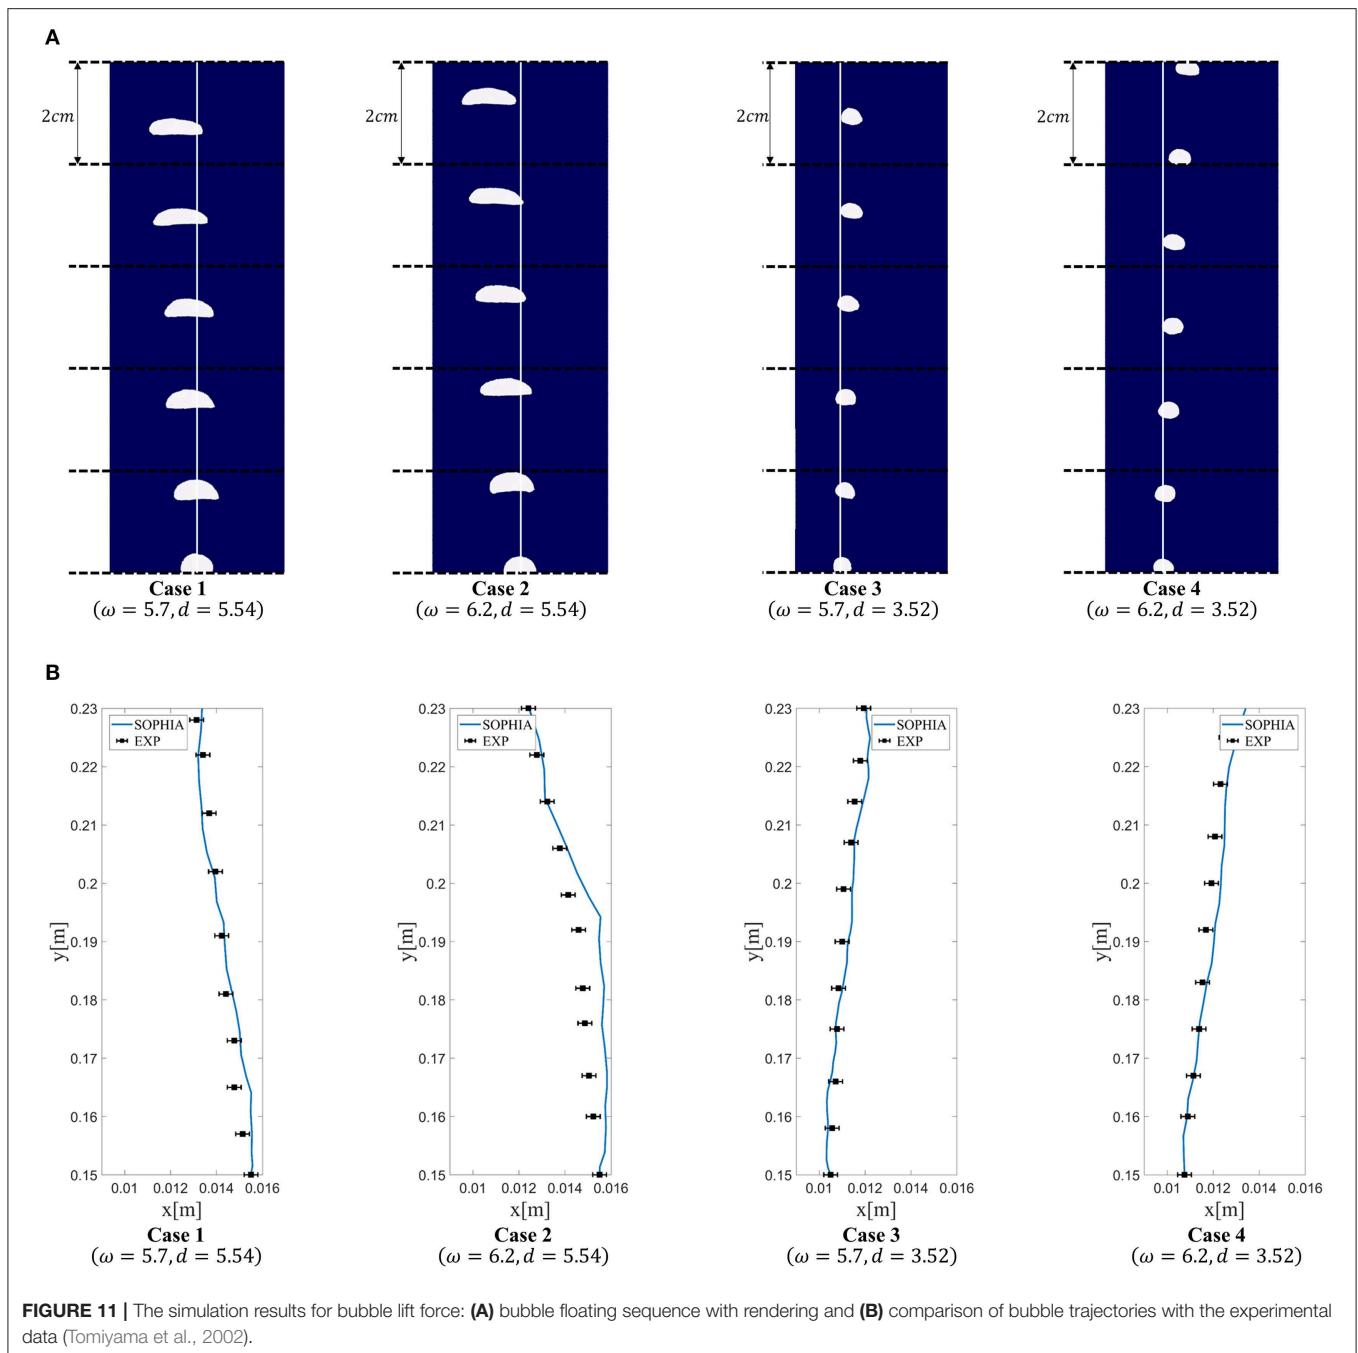 A
2cm
2cm
2cm
2cm
Case 1
(ω = 5.7, d = 5.54)
Case 2
(ω = 6.2, d = 5.54)
Case 3
(ω = 5.7, d = 3.52)
Case 4
(ω = 6.2, d = 3.52)
B
0.23
0.22
0.21
0.2
0.19
0.18
0.17
0.16
0.15
y[m]
SOPHIA
EXP
0.01
0.012
0.014
0.016
x[m]
Case 1
(ω = 5.7, d = 5.54)
0.23
0.22
0.21
0.2
0.19
0.18
0.17
0.16
0.15
y[m]
SOPHIA
EXP
0.01
0.012
0.014
0.016
x[m]
Case 2
(ω = 6.2, d = 5.54)
0.23
0.22
0.21
0.2
0.19
0.18
0.17
0.16
0.15
y[m]
SOPHIA
EXP
0.01
0.012
0.014
0.016
x[m]
Case 3
(ω = 5.7, d = 3.52)
0.23
0.22
0.21
0.2
0.19
0.18
0.17
0.16
0.15
y[m]
SOPHIA
EXP
0.01
0.012
0.014
0.016
x[m]
Case 4
(ω = 6.2, d = 3.52)
FIGURE 11 | The simulation results for bubble lift force: (A) bubble floating sequence with rendering and (B) comparison of bubble trajectories with the experimental
data (Tomiyama et al., 2002).